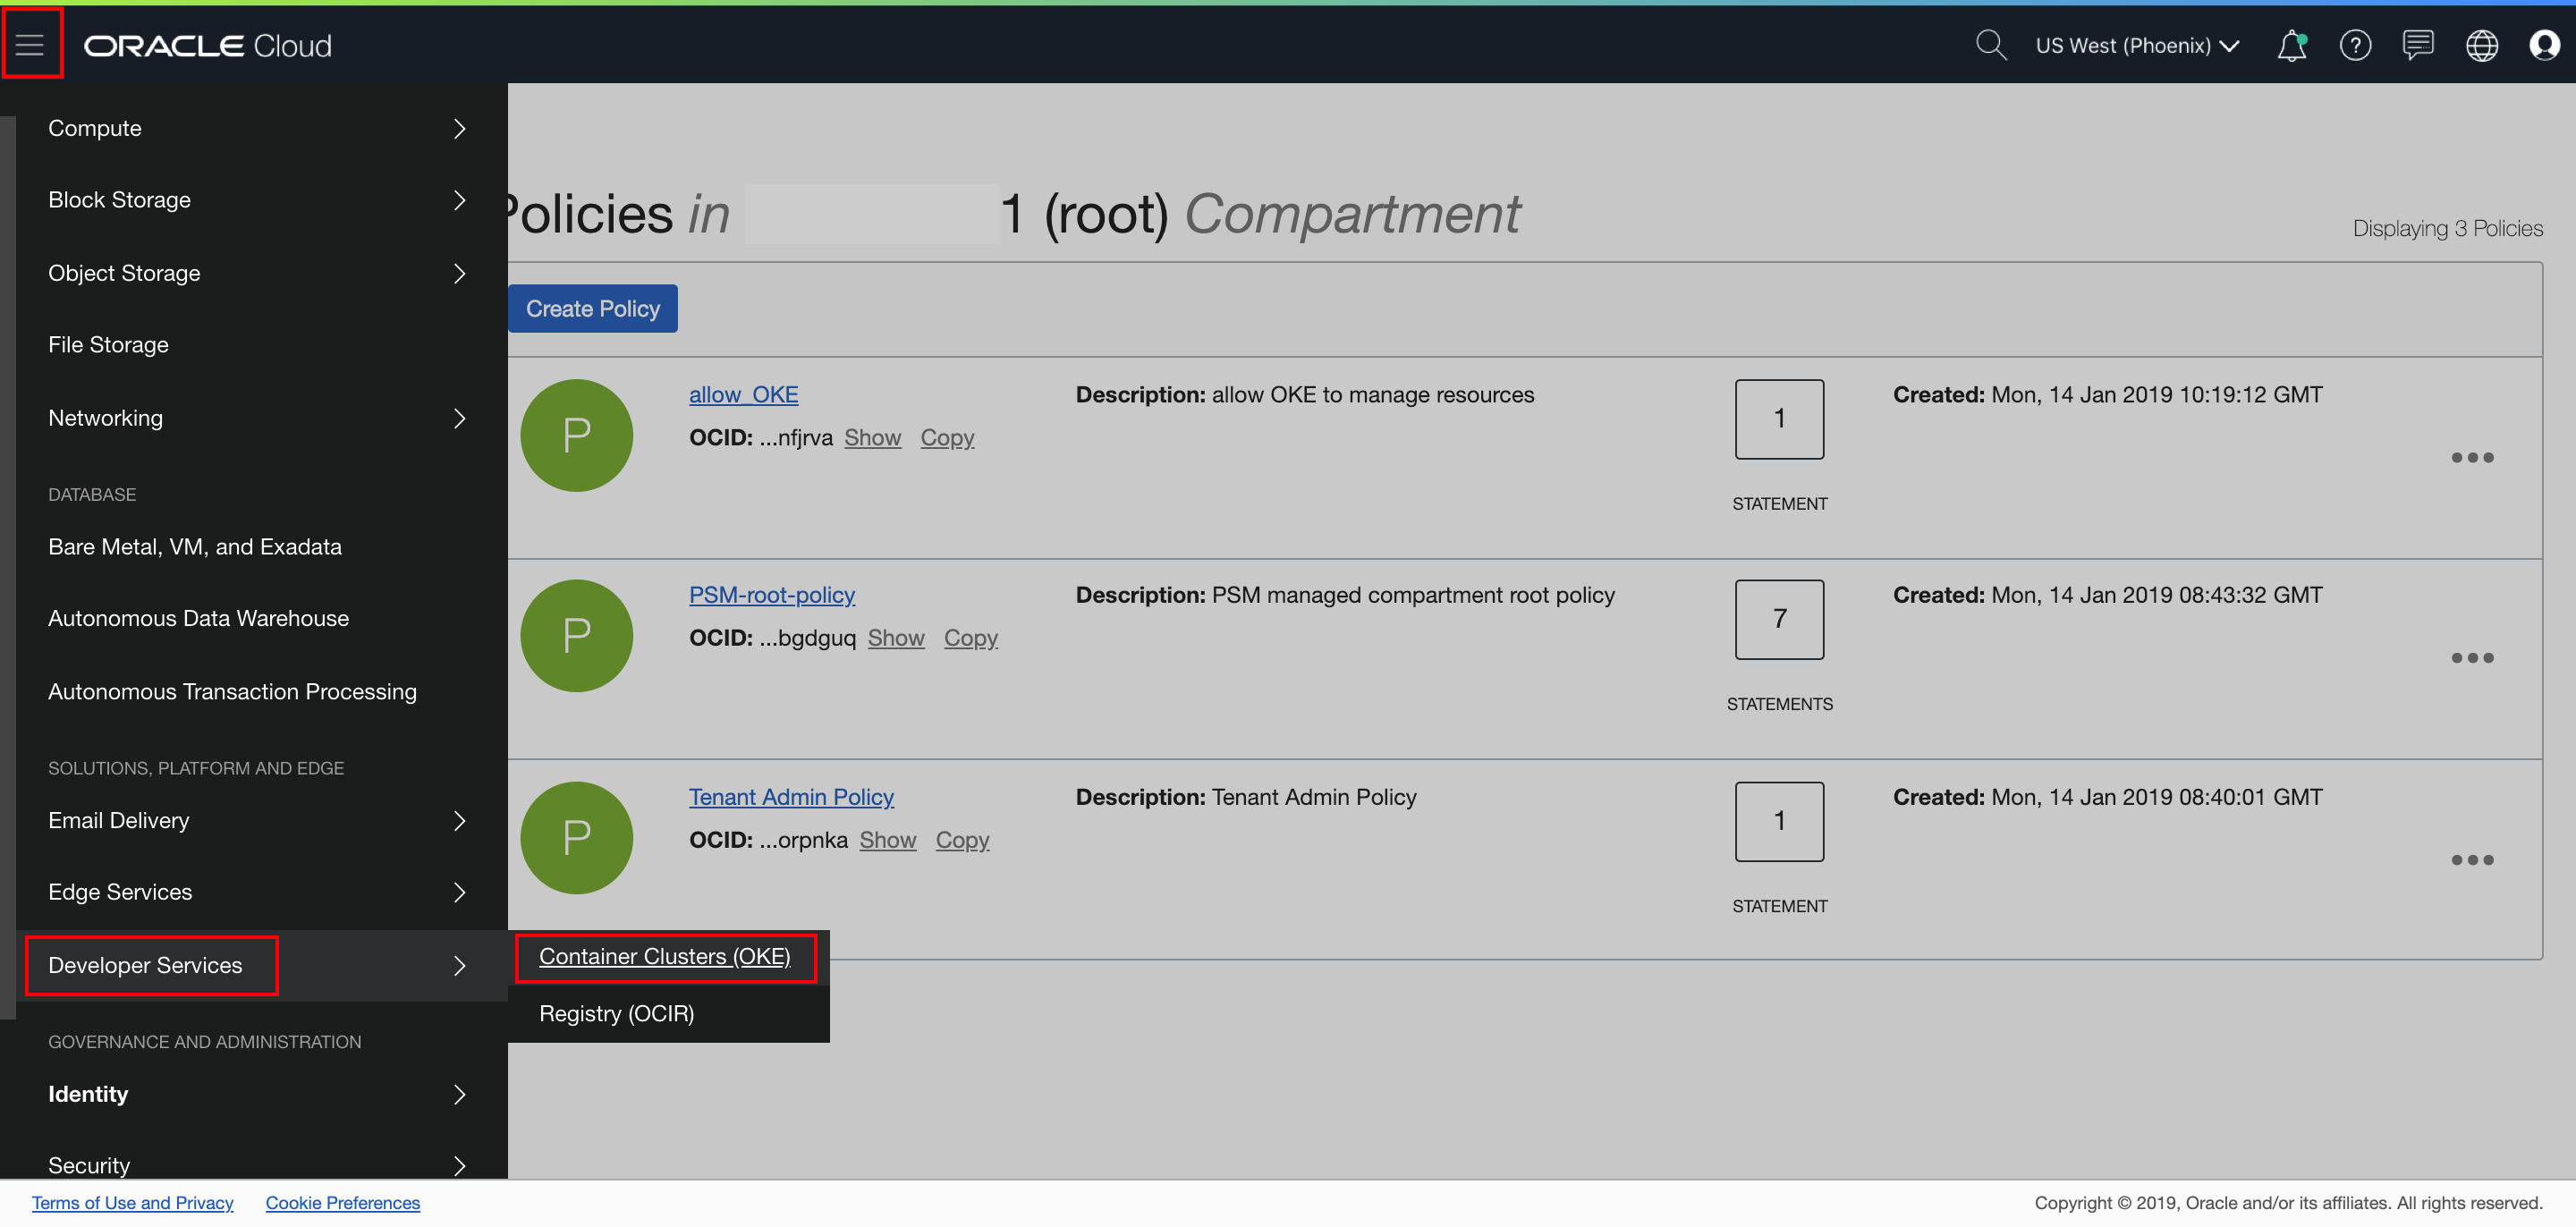 ORACLE Cloud
US West (Phoenix)
?
Compute
Block Storage
Object Storage
File Storage
Networking
DATABASE
Bare Metal, VM, and Exadata
Autonomous Data Warehouse
Autonomous Transaction Processing
SOLUTIONS, PLATFORM AND EDGE
Email Delivery
Edge Services
Developer Services
Container Clusters (OKE)
Registry (OCIR)
GOVERNANCE AND ADMINISTRATION
Identity
Security
Policies in 1 (root) Compartment
Displaying 3 Policies
Create Policy
P
allow_OKE
OCID: ...nfjrva Show Copy
Description: allow OKE to manage resources
1
STATEMENT
Created: Mon, 14 Jan 2019 10:19:12 GMT
P
PSM-root-policy
OCID: ...bgdguq Show Copy
Description: PSM managed compartment root policy
7
STATEMENTS
Created: Mon, 14 Jan 2019 08:43:32 GMT
P
Tenant Admin Policy
OCID: ...orpnka Show Copy
Description: Tenant Admin Policy
1
STATEMENT
Created: Mon, 14 Jan 2019 08:40:01 GMT
Terms of Use and Privacy Cookie Preferences
Copyright © 2019, Oracle and/or its affiliates. All rights reserved.